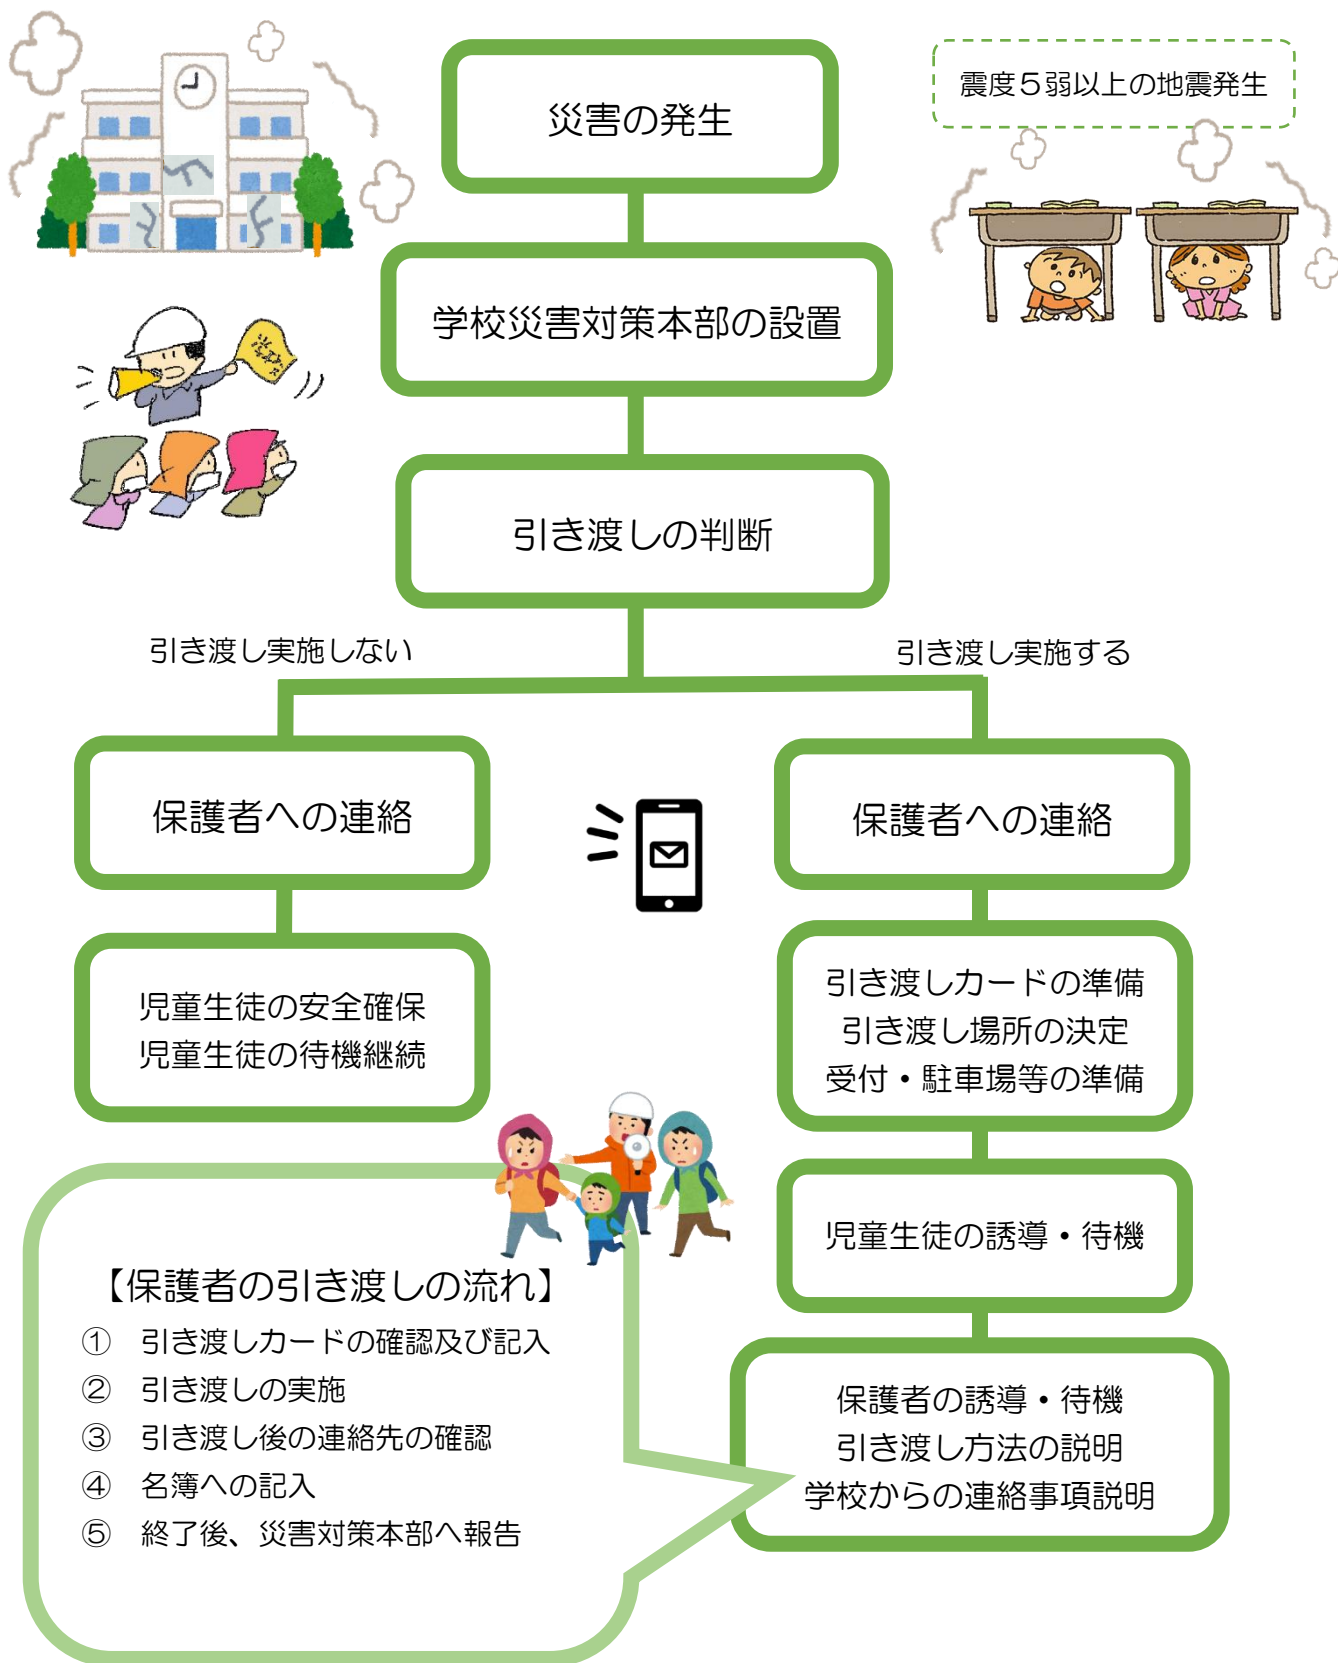 災害の発生
震度５弱以上の地震発生
学校災害対策本部の設置
引き渡しの判断
引き渡し実施しない
引き渡し実施する
保護者への連絡
保護者への連絡
児童生徒の安全確保
児童生徒の待機継続
引き渡しカードの準備
引き渡し場所の決定
受付・駐車場等の準備
児童生徒の誘導・待機
保護者の誘導・待機
引き渡し方法の説明
学校からの連絡事項説明
【保護者の引き渡しの流れ】
①　引き渡しカードの確認及び記入
②　引き渡しの実施
③　引き渡し後の連絡先の確認
④　名簿への記入
⑤　終了後、災害対策本部へ報告